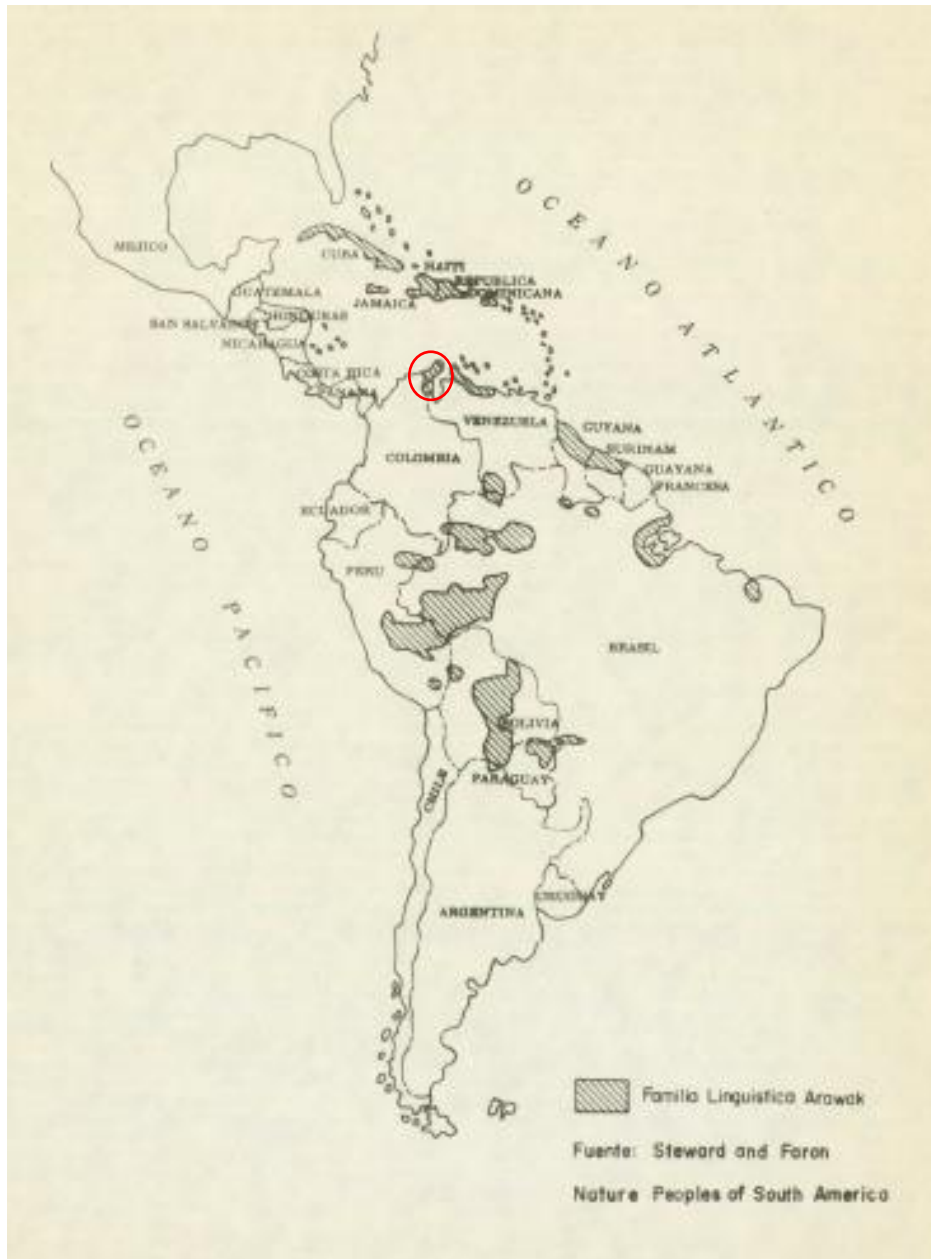 OCEANO ATLANTICO
MEJICO
CUBA
HAITI
REPUBLICA
DOMINICANA
JAMAICA
GUATEMALA
HONDURAS
SAN SALVADOR
NICARAGUA
COSTA RICA
PANAMA
VENEZUELA
GUYANA
SURINAM
GUAYANA
FRANCESA
COLOMBIA
ECUADOR
PERU
BRASIL
OCEANO PACIFICO
BOLIVIA
PARAGUAY
CHILE
URUGUAY
ARGENTINA
Familia Linguistica Arawak
Fuente: Steward and Faron
Nature Peoples of South America